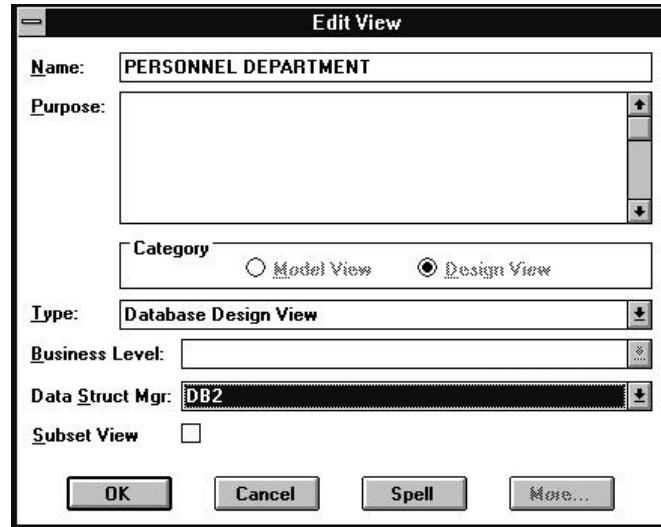 Edit View
Name: PERSONNEL DEPARTMENT
Purpose:
Category
Model View Design View
Type: Database Design View
Business Level:
Data Struct Mgr: DB2
Subset View
OK Cancel Spell More...